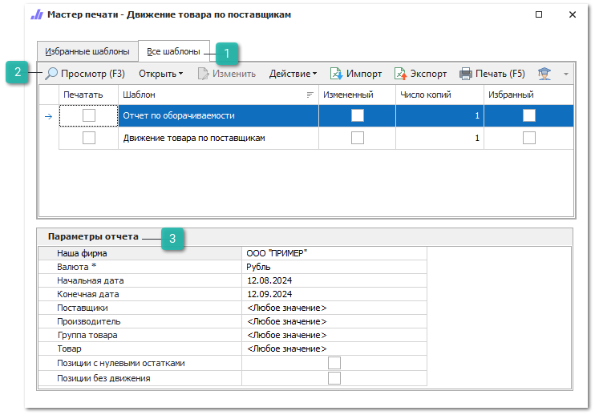 Мастер печати - Движение товара по поставщикам
Избранные шаблоны Все шаблоны 1
2 Просмотр (F3) Открыть Изменить Действие Импорт Экспорт Печать (F5)
Печатать Шаблон Измененный Число копий Избранный
Отчет по оборачиваемости 1
Движение товара по поставщикам 1
Параметры отчета 3
Наша фирма ООО "ПРИМЕР"
Валюта * Рубль
Начальная дата 12.08.2024
Конечная дата 12.09.2024
Поставщики <Любое значение>
Производитель <Любое значение>
Группа товара <Любое значение>
Товар <Любое значение>
Позиции с нулевыми остатками
Позиции без движения